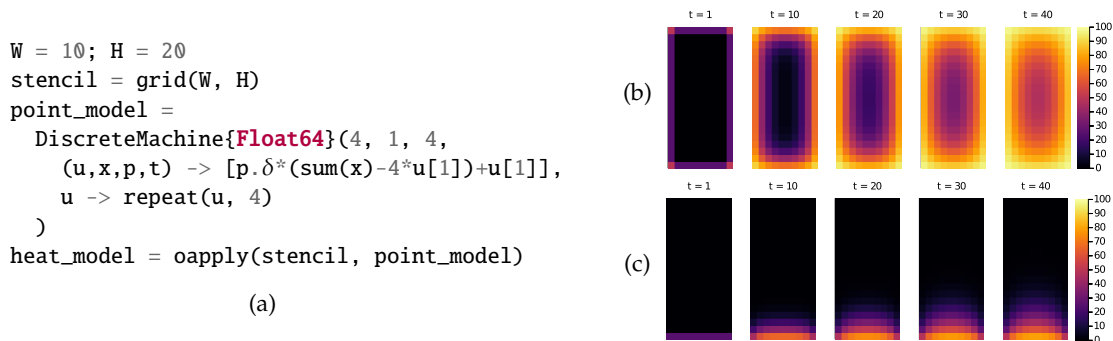 W = 10; H = 20
stencil = grid(W, H)
point_model =
  DiscreteMachine{Float64}(4, 1, 4,
    (u,x,p,t) -> [p.δ*(sum(x)-4*u[1])+u[1]],
    u -> repeat(u, 4)
  )
heat_model = oapply(stencil, point_model)
(a)
(b)
t = 1 t = 10 t = 20 t = 30 t = 40
100
90
80
70
60
50
40
30
20
10
0
(c)
t = 1 t = 10 t = 20 t = 30 t = 40
100
90
80
70
60
50
40
30
20
10
0